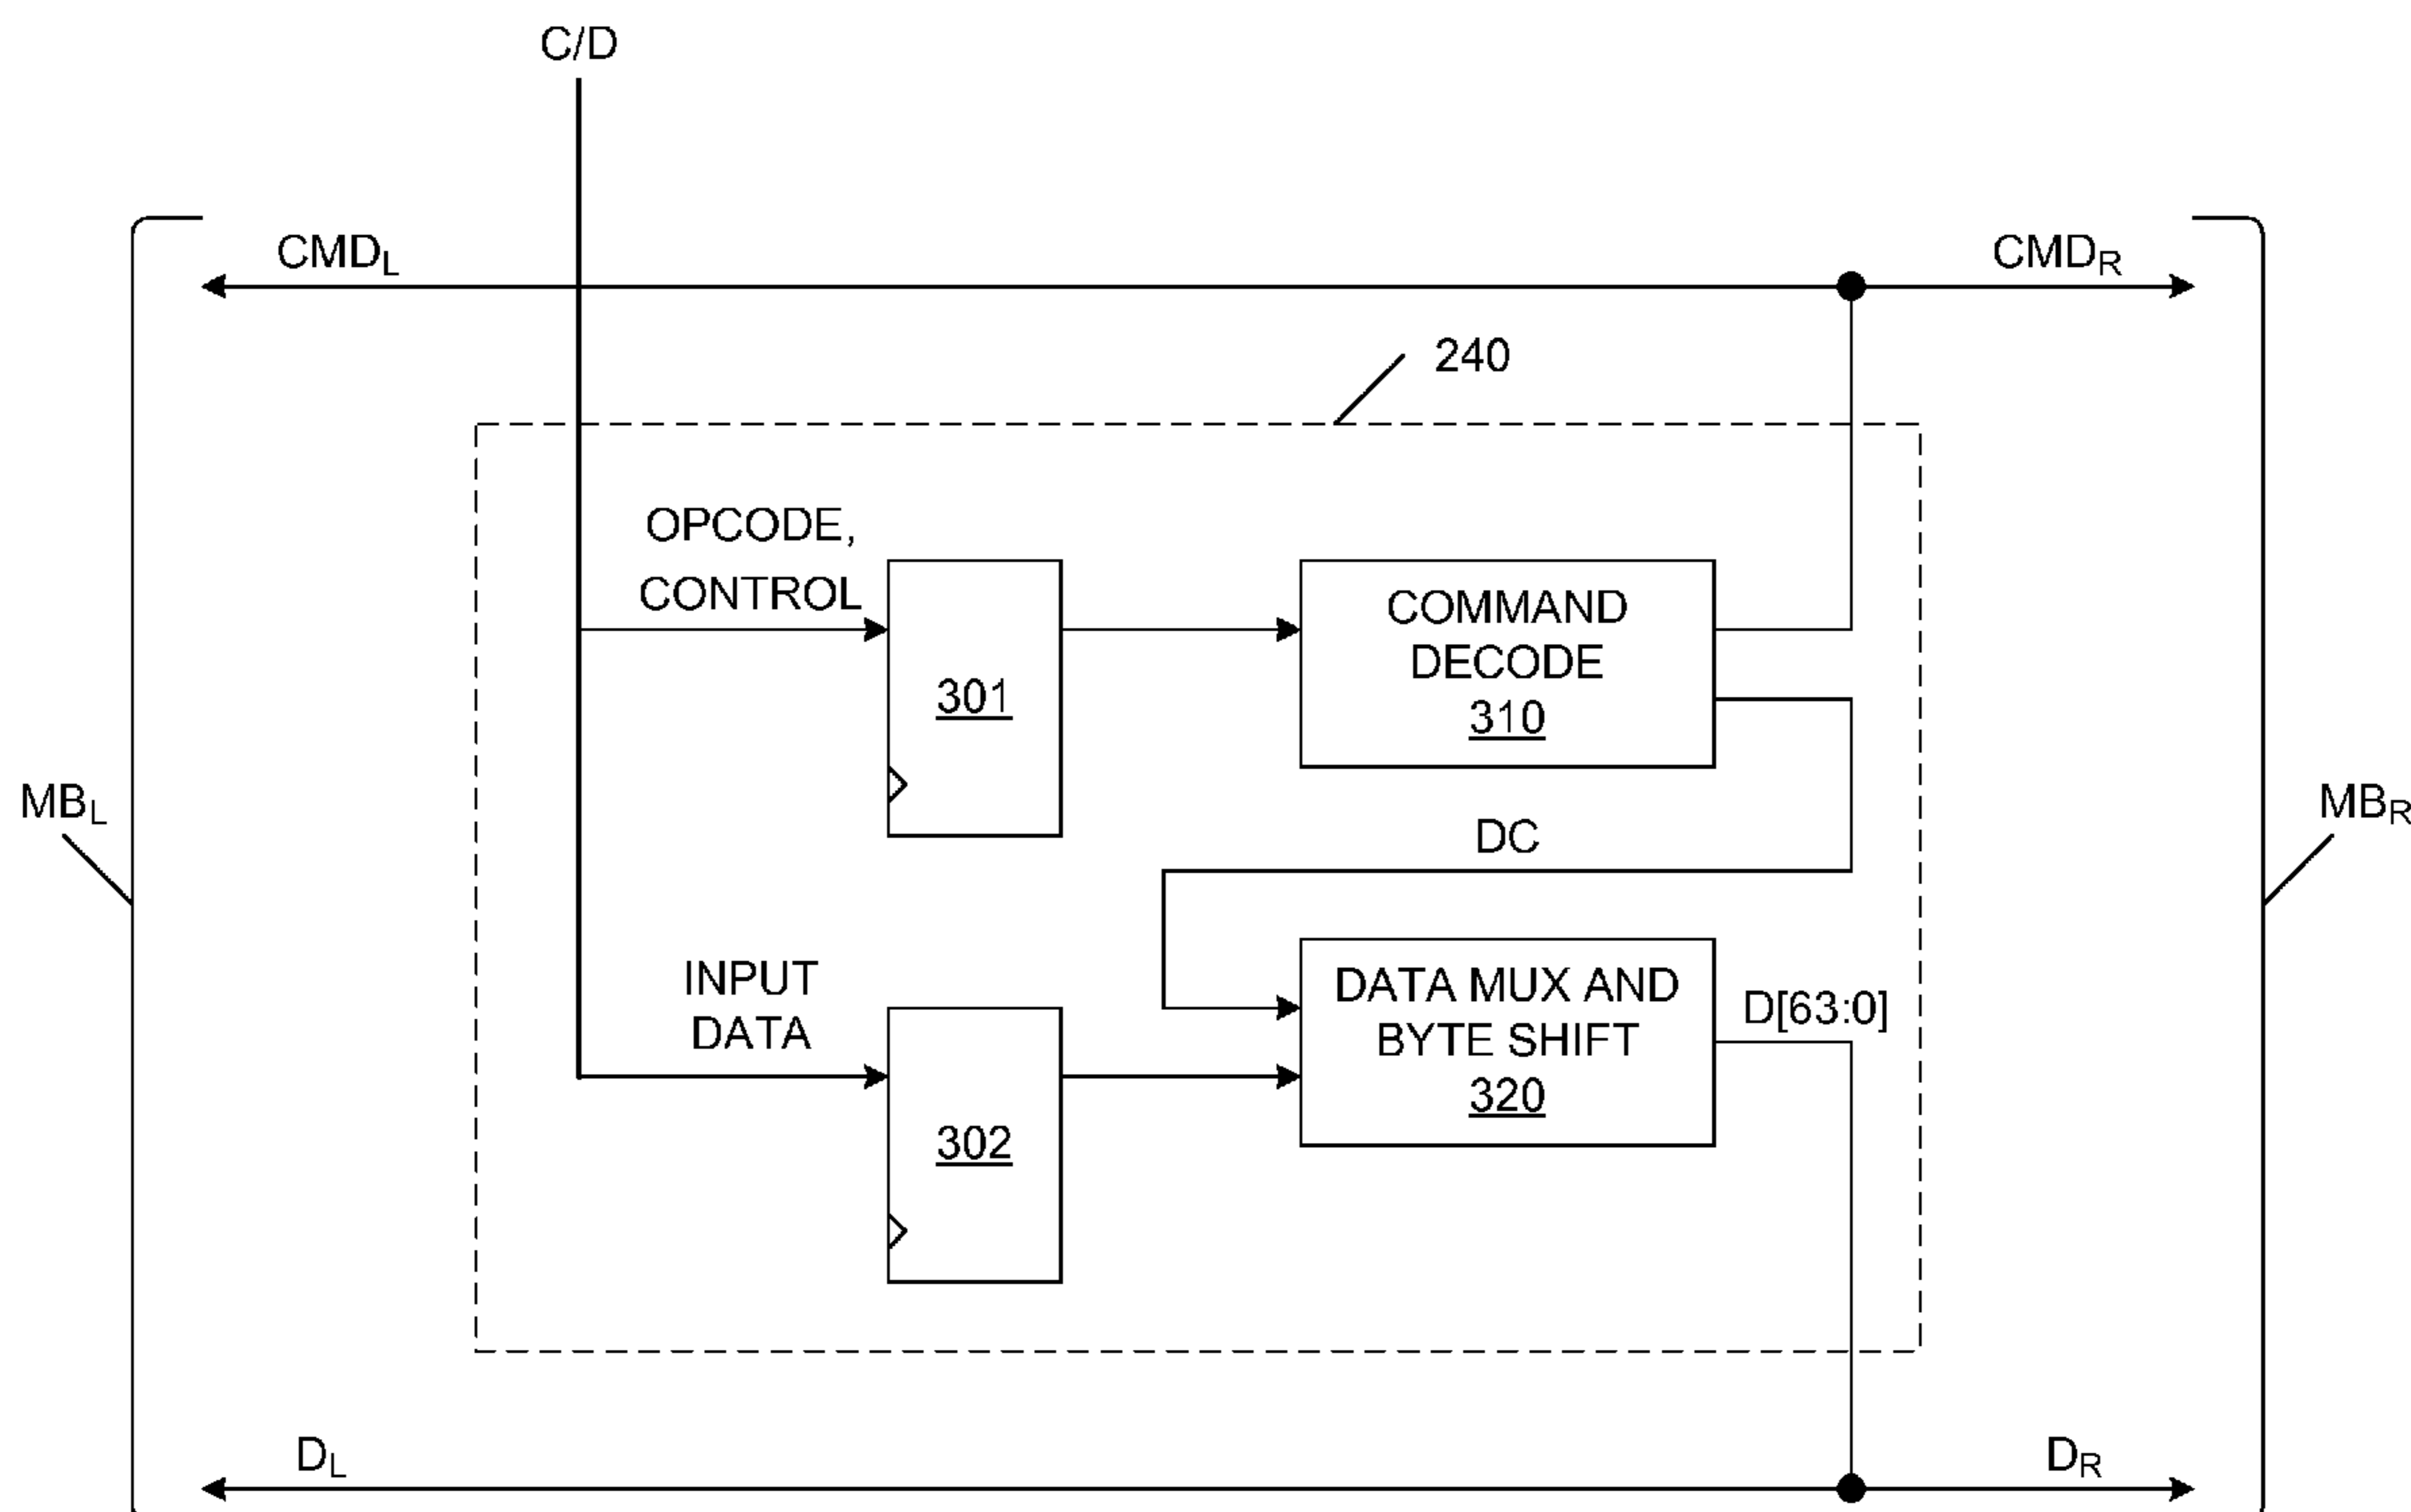 C/D
CMDL
CMDR
240
OPCODE,
CONTROL
301
COMMAND
DECODE
310
MBL
MBR
DC
INPUT
DATA
302
DATA MUX AND
BYTE SHIFT
320
D[63:0]
DL
DR